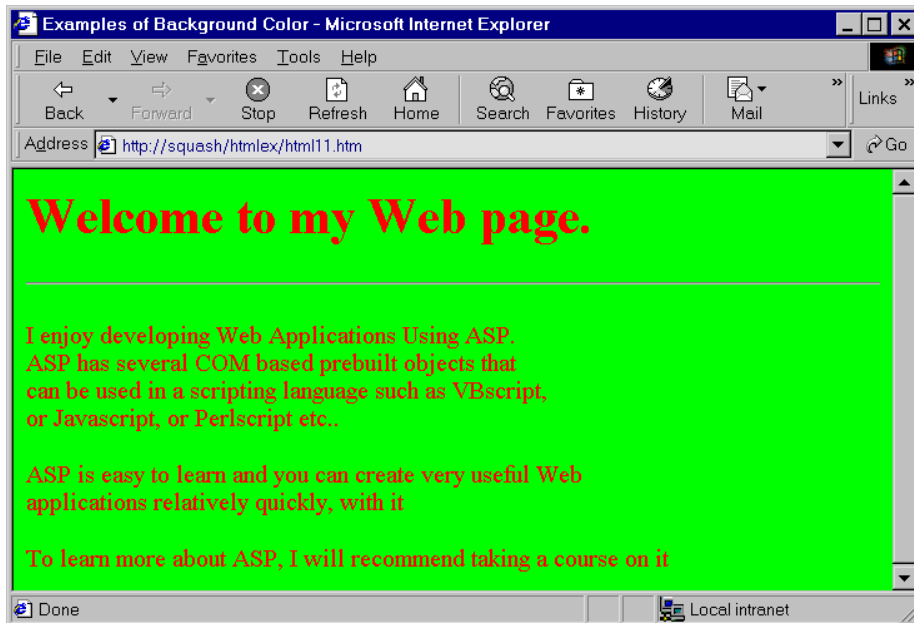 Examples of Background Color - Microsoft Internet Explorer
File Edit View Favorites Tools Help
Back Forward Stop Refresh Home Search Favorites History Mail » Links »
Address http://squash/htmlex/html11.htm Go
Welcome to my Web page.
I enjoy developing Web Applications Using ASP.
ASP has several COM based prebuilt objects that
can be used in a scripting language such as VBscript,
or Javascript, or Perlscript etc..
ASP is easy to learn and you can create very useful Web
applications relatively quickly, with it
To learn more about ASP, I will recommend taking a course on it
Done Local intranet